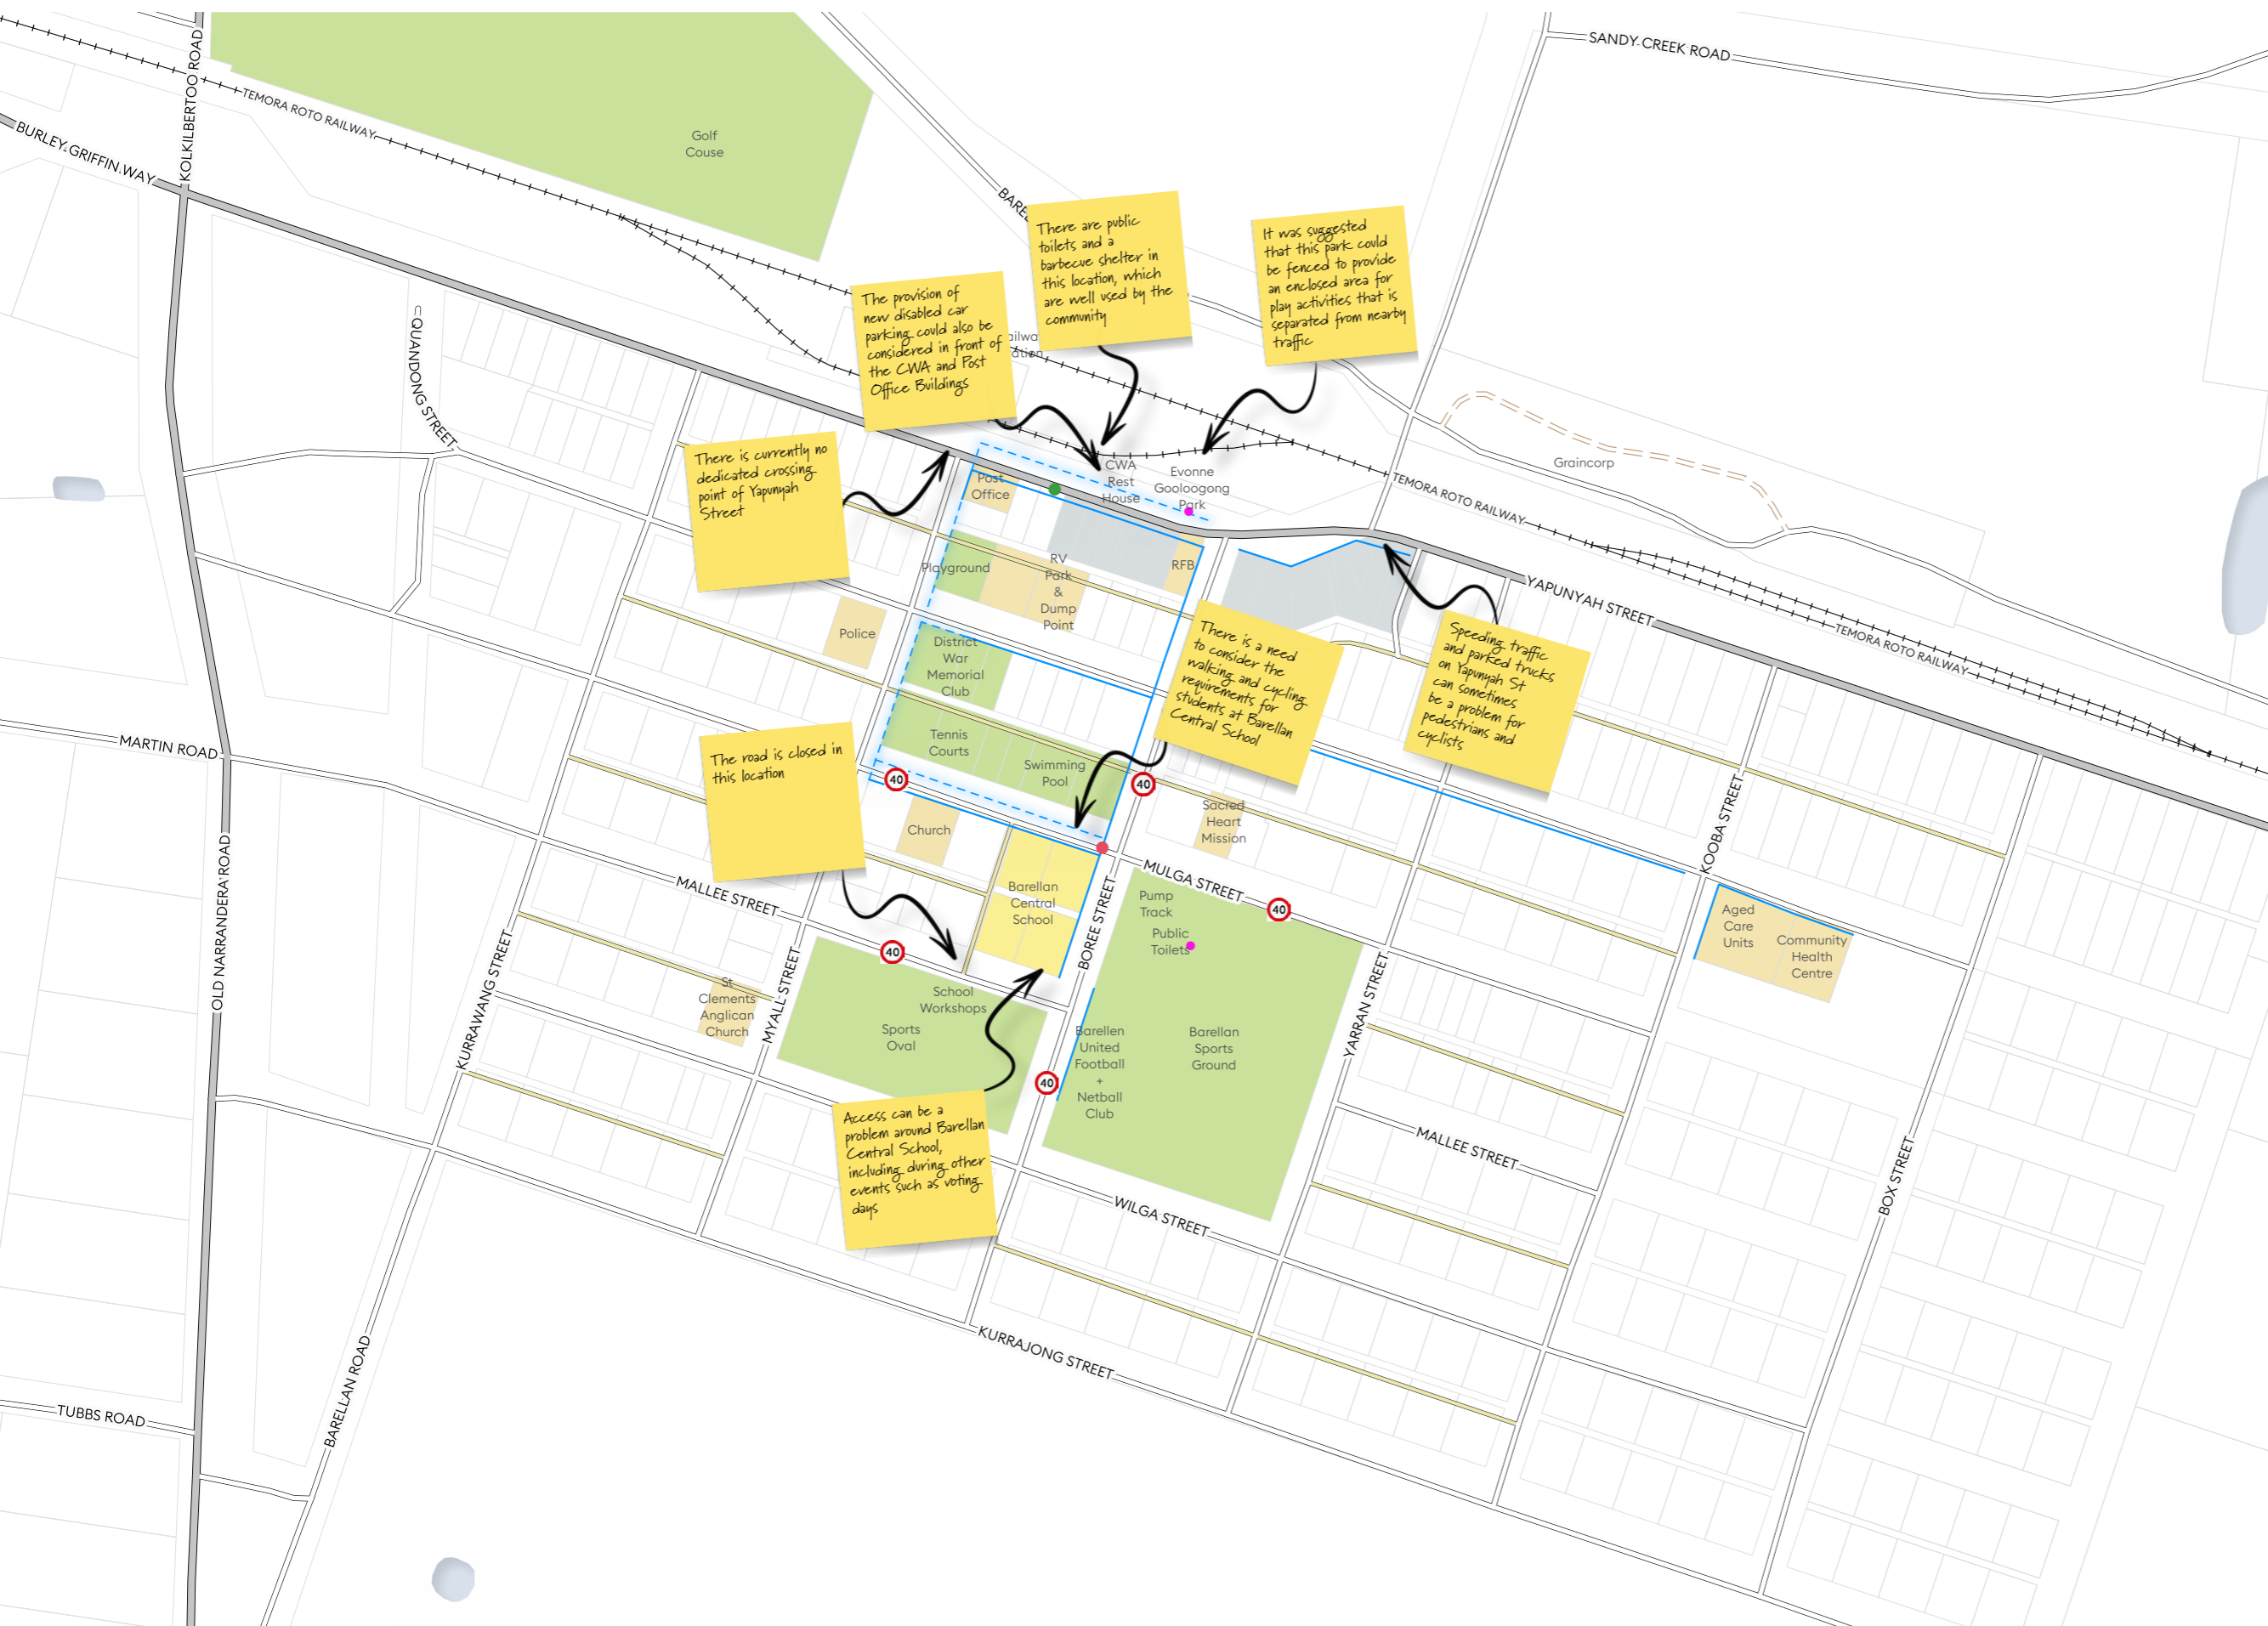 SANDY CREEK ROAD
KOLKILBERTOO ROAD
TEMORA ROTO RAILWAY
BURLEY GRIFFIN WAY
Golf
Couse
There are public
toilets and a
barbecue shelter in
this location, which
are well used by the
community
It was suggested
that this park could
be fenced to provide
an enclosed area for
play activities that is
separated from nearby
traffic
The provision of
new disabled car
parking could also be
considered in front of
the CWA and Post
Office Buildings
QUANDONG STREET
There is currently no
dedicated crossing
point of Yapunyah
Street
Post
Office
CWA
Rest
House
Evonne
Gooloogong
Park
Graincorp
TEMORA ROTO RAILWAY
YAPUNYAH STREET
TEMORA ROTO RAILWAY
Playground
RV
Park
&
Dump
Point
RFB
Police
District
War
Memorial
Club
There is a need
to consider the
walking and cycling
requirements for
students at Barellan
Central School
Speeding traffic
and parked trucks
on Yapunyah St
can sometimes
be a problem for
pedestrians and
cyclists
MARTIN ROAD
The road is closed in
this location
Tennis
Courts
Swimming
Pool
40
40
Church
Sacred
Heart
Mission
KOOBA STREET
MALLEE STREET
Barellan
Central
School
MULGA STREET
40
Pump
Track
Public
Toilets
BOREE STREET
Aged
Care
Units
Community
Health
Centre
OLD NARRANDERA ROAD
KURRAWANG STREET
MYALL STREET
40
St
Clements
Anglican
Church
School
Workshops
Sports
Oval
Barellen
United
Football
+
Netball
Club
Barellan
Sports
Ground
YARRAN STREET
40
Access can be a
problem around Barellan
Central School,
including during other
events such as voting
days
MALLEE STREET
BOX STREET
WILGA STREET
KURRAJONG STREET
BARELLAN ROAD
TUBBS ROAD